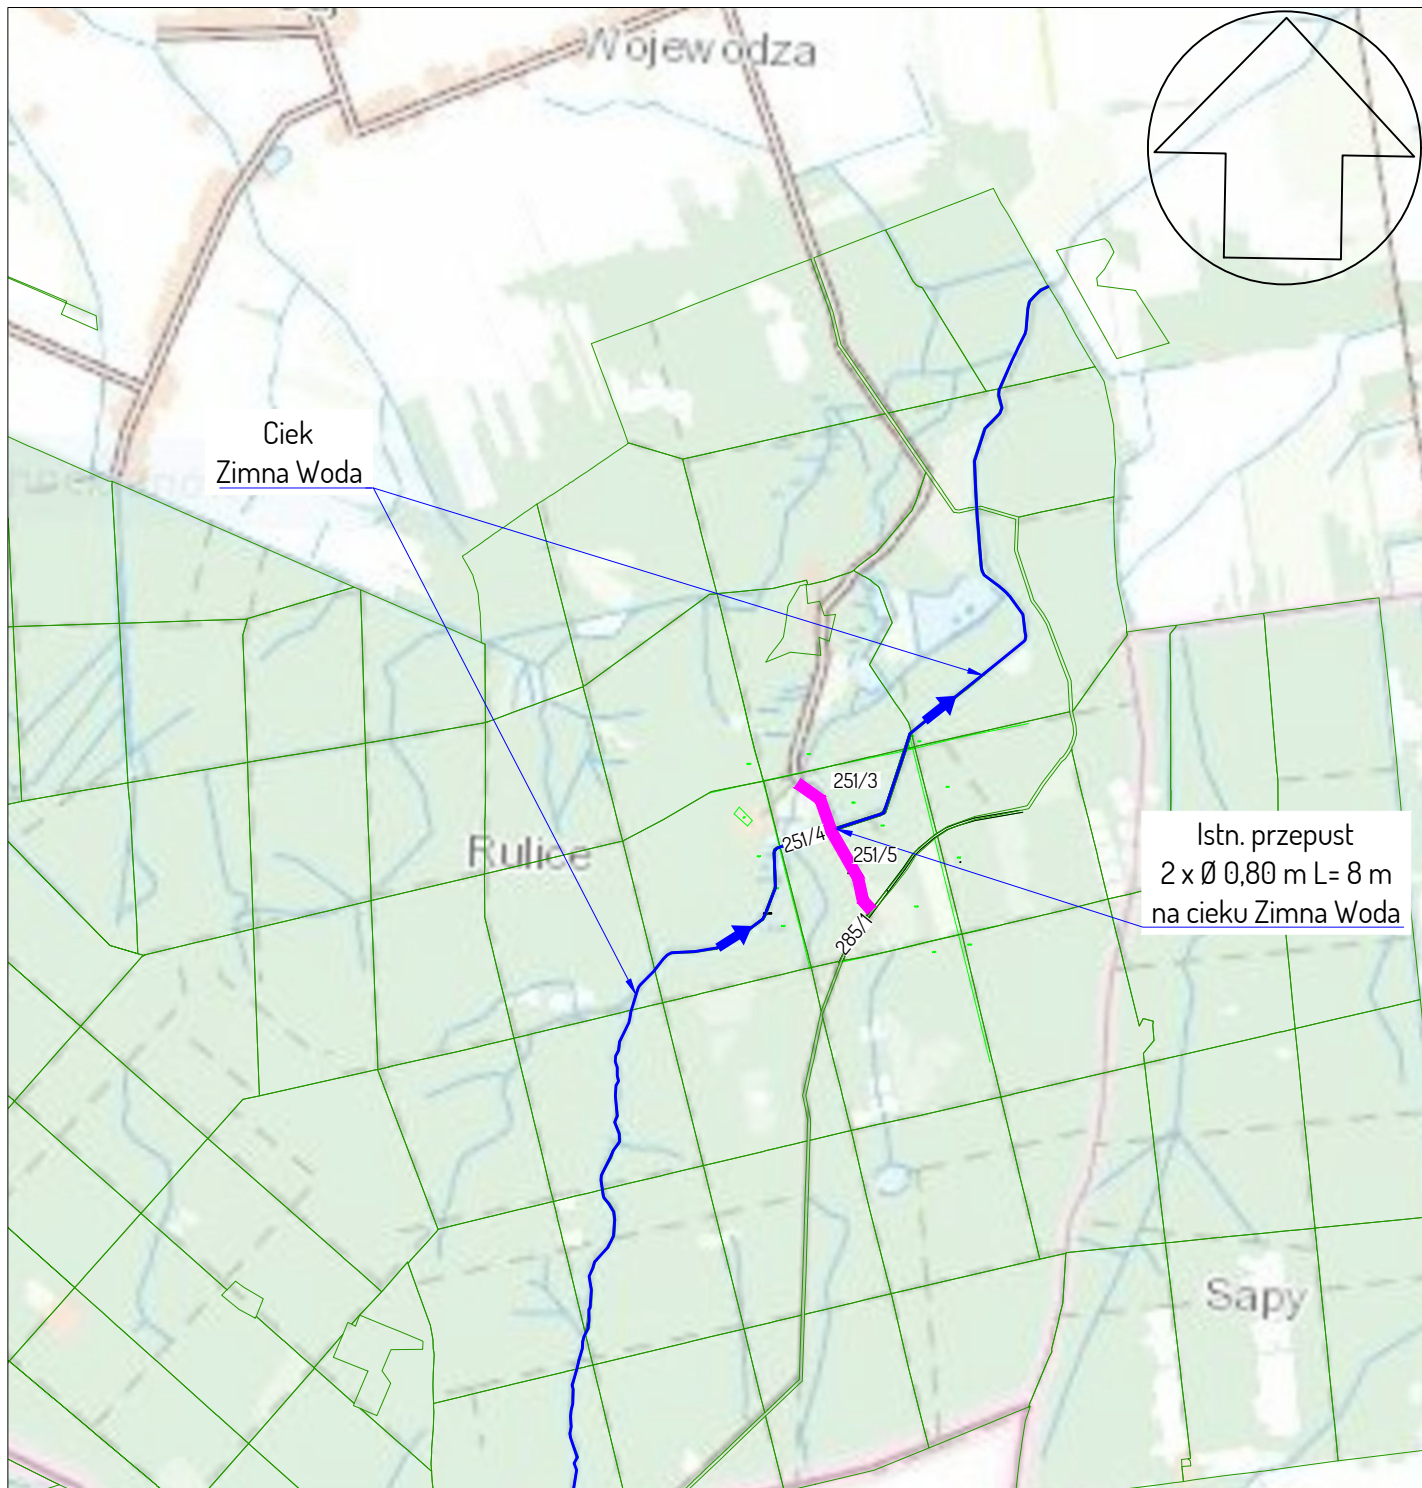 Wojewodza
Ciek
Zimna Woda
251/3
251/4
251/5
Rulice
Istn. przepust
2 x Ø 0,80 m L= 8 m
na cieku Zimna Woda
285/1
Sapy